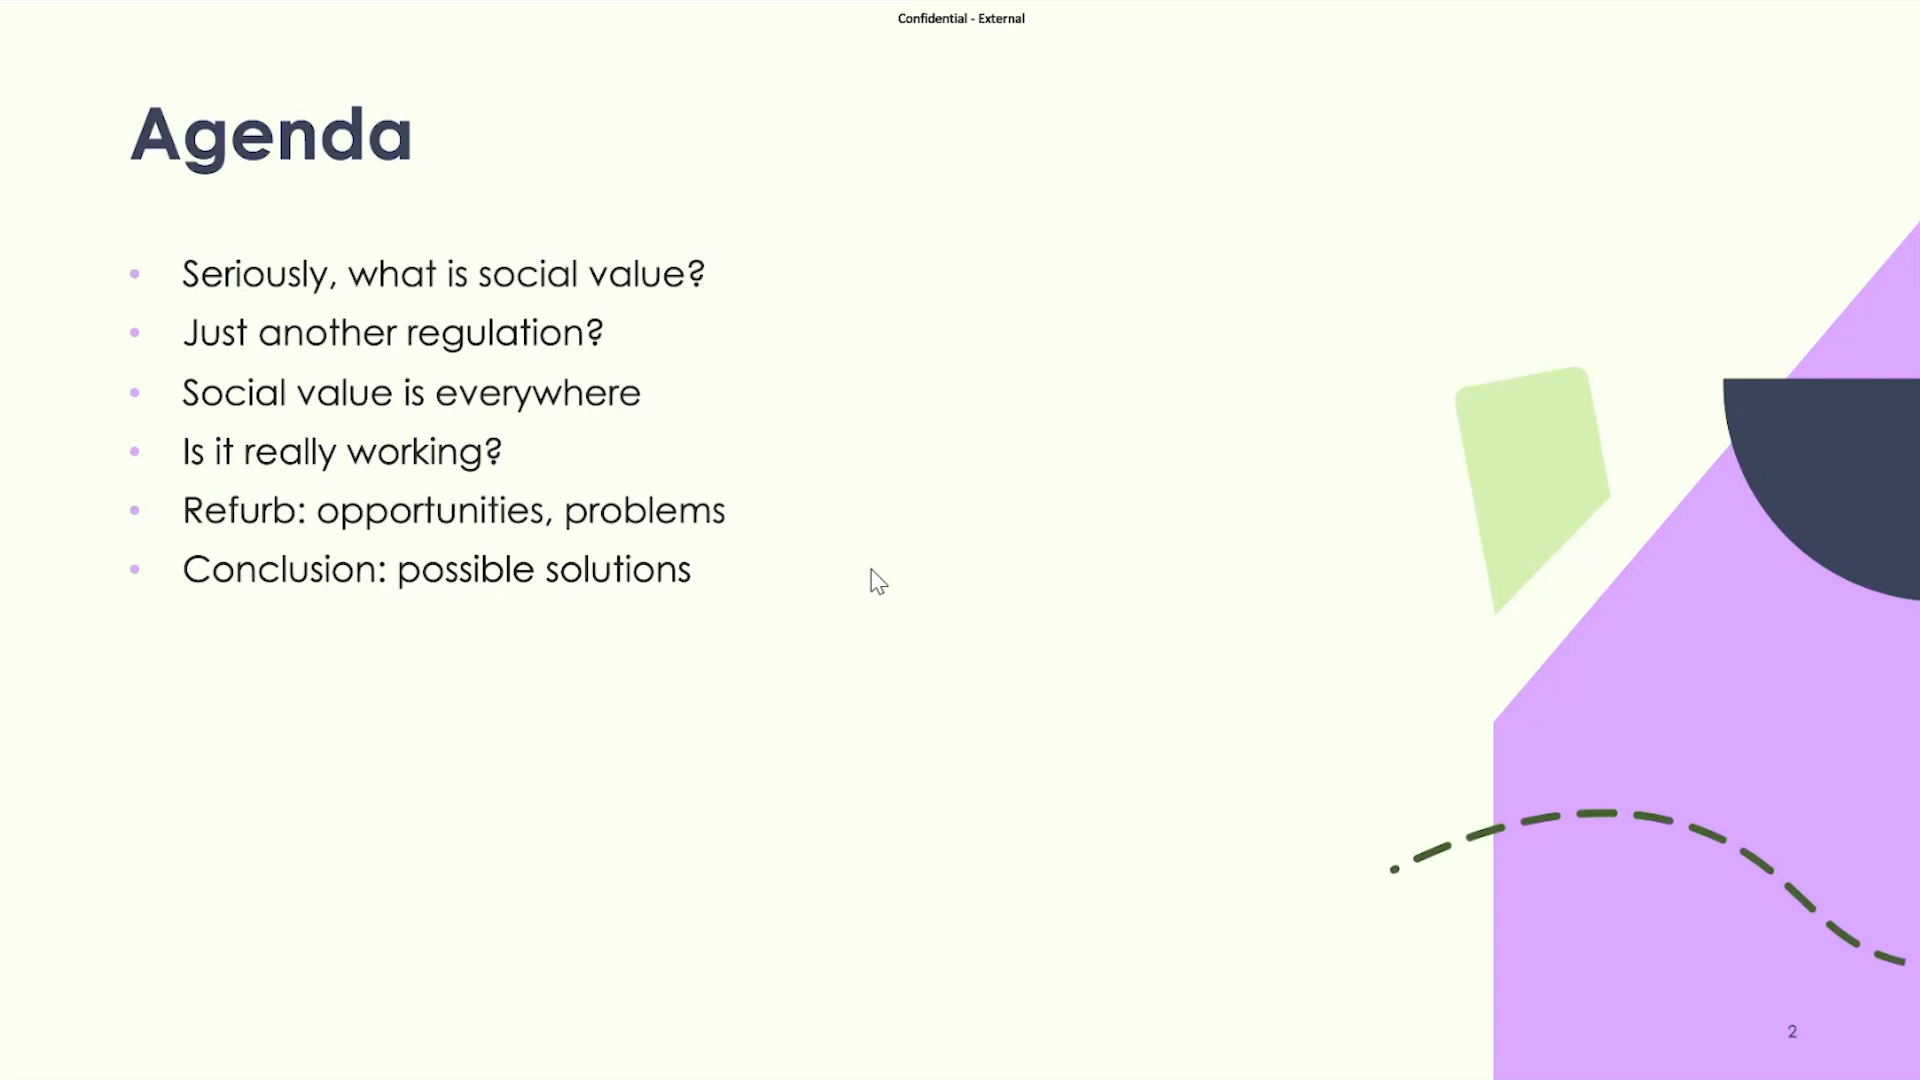 Confidential - External
Agenda
• Seriously, what is social value?
• Just another regulation?
• Social value is everywhere
• Is it really working?
• Refurb: opportunities, problems
• Conclusion: possible solutions
2